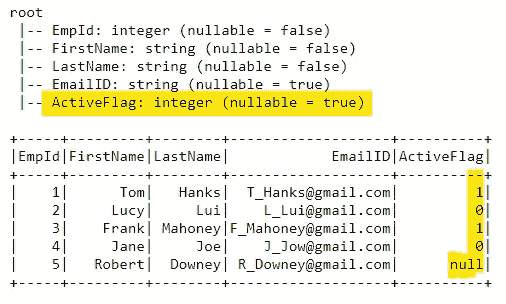 root
 |-- EmpId: integer (nullable = false)
 |-- FirstName: string (nullable = false)
 |-- LastName: string (nullable = false)
 |-- EmailID: string (nullable = true)
 |-- ActiveFlag: integer (nullable = true)
+-----+---------+--------+--------------------+----------+
|EmpId|FirstName|LastName|             EmailID|ActiveFlag|
+-----+---------+--------+--------------------+----------+
|    1|      Tom|   Hanks|   T_Hanks@gmail.com|         1|
|    2|     Lucy|     Lui|     L_Lui@gmail.com|         0|
|    3|    Frank| Mahoney|F_Mahoney@gmail.com|         1|
|    4|     Jane|     Joe|     J_Jow@gmail.com|         0|
|    5|   Robert|  Downey|  R_Downey@gmail.com|      null|
+-----+---------+--------+--------------------+----------+